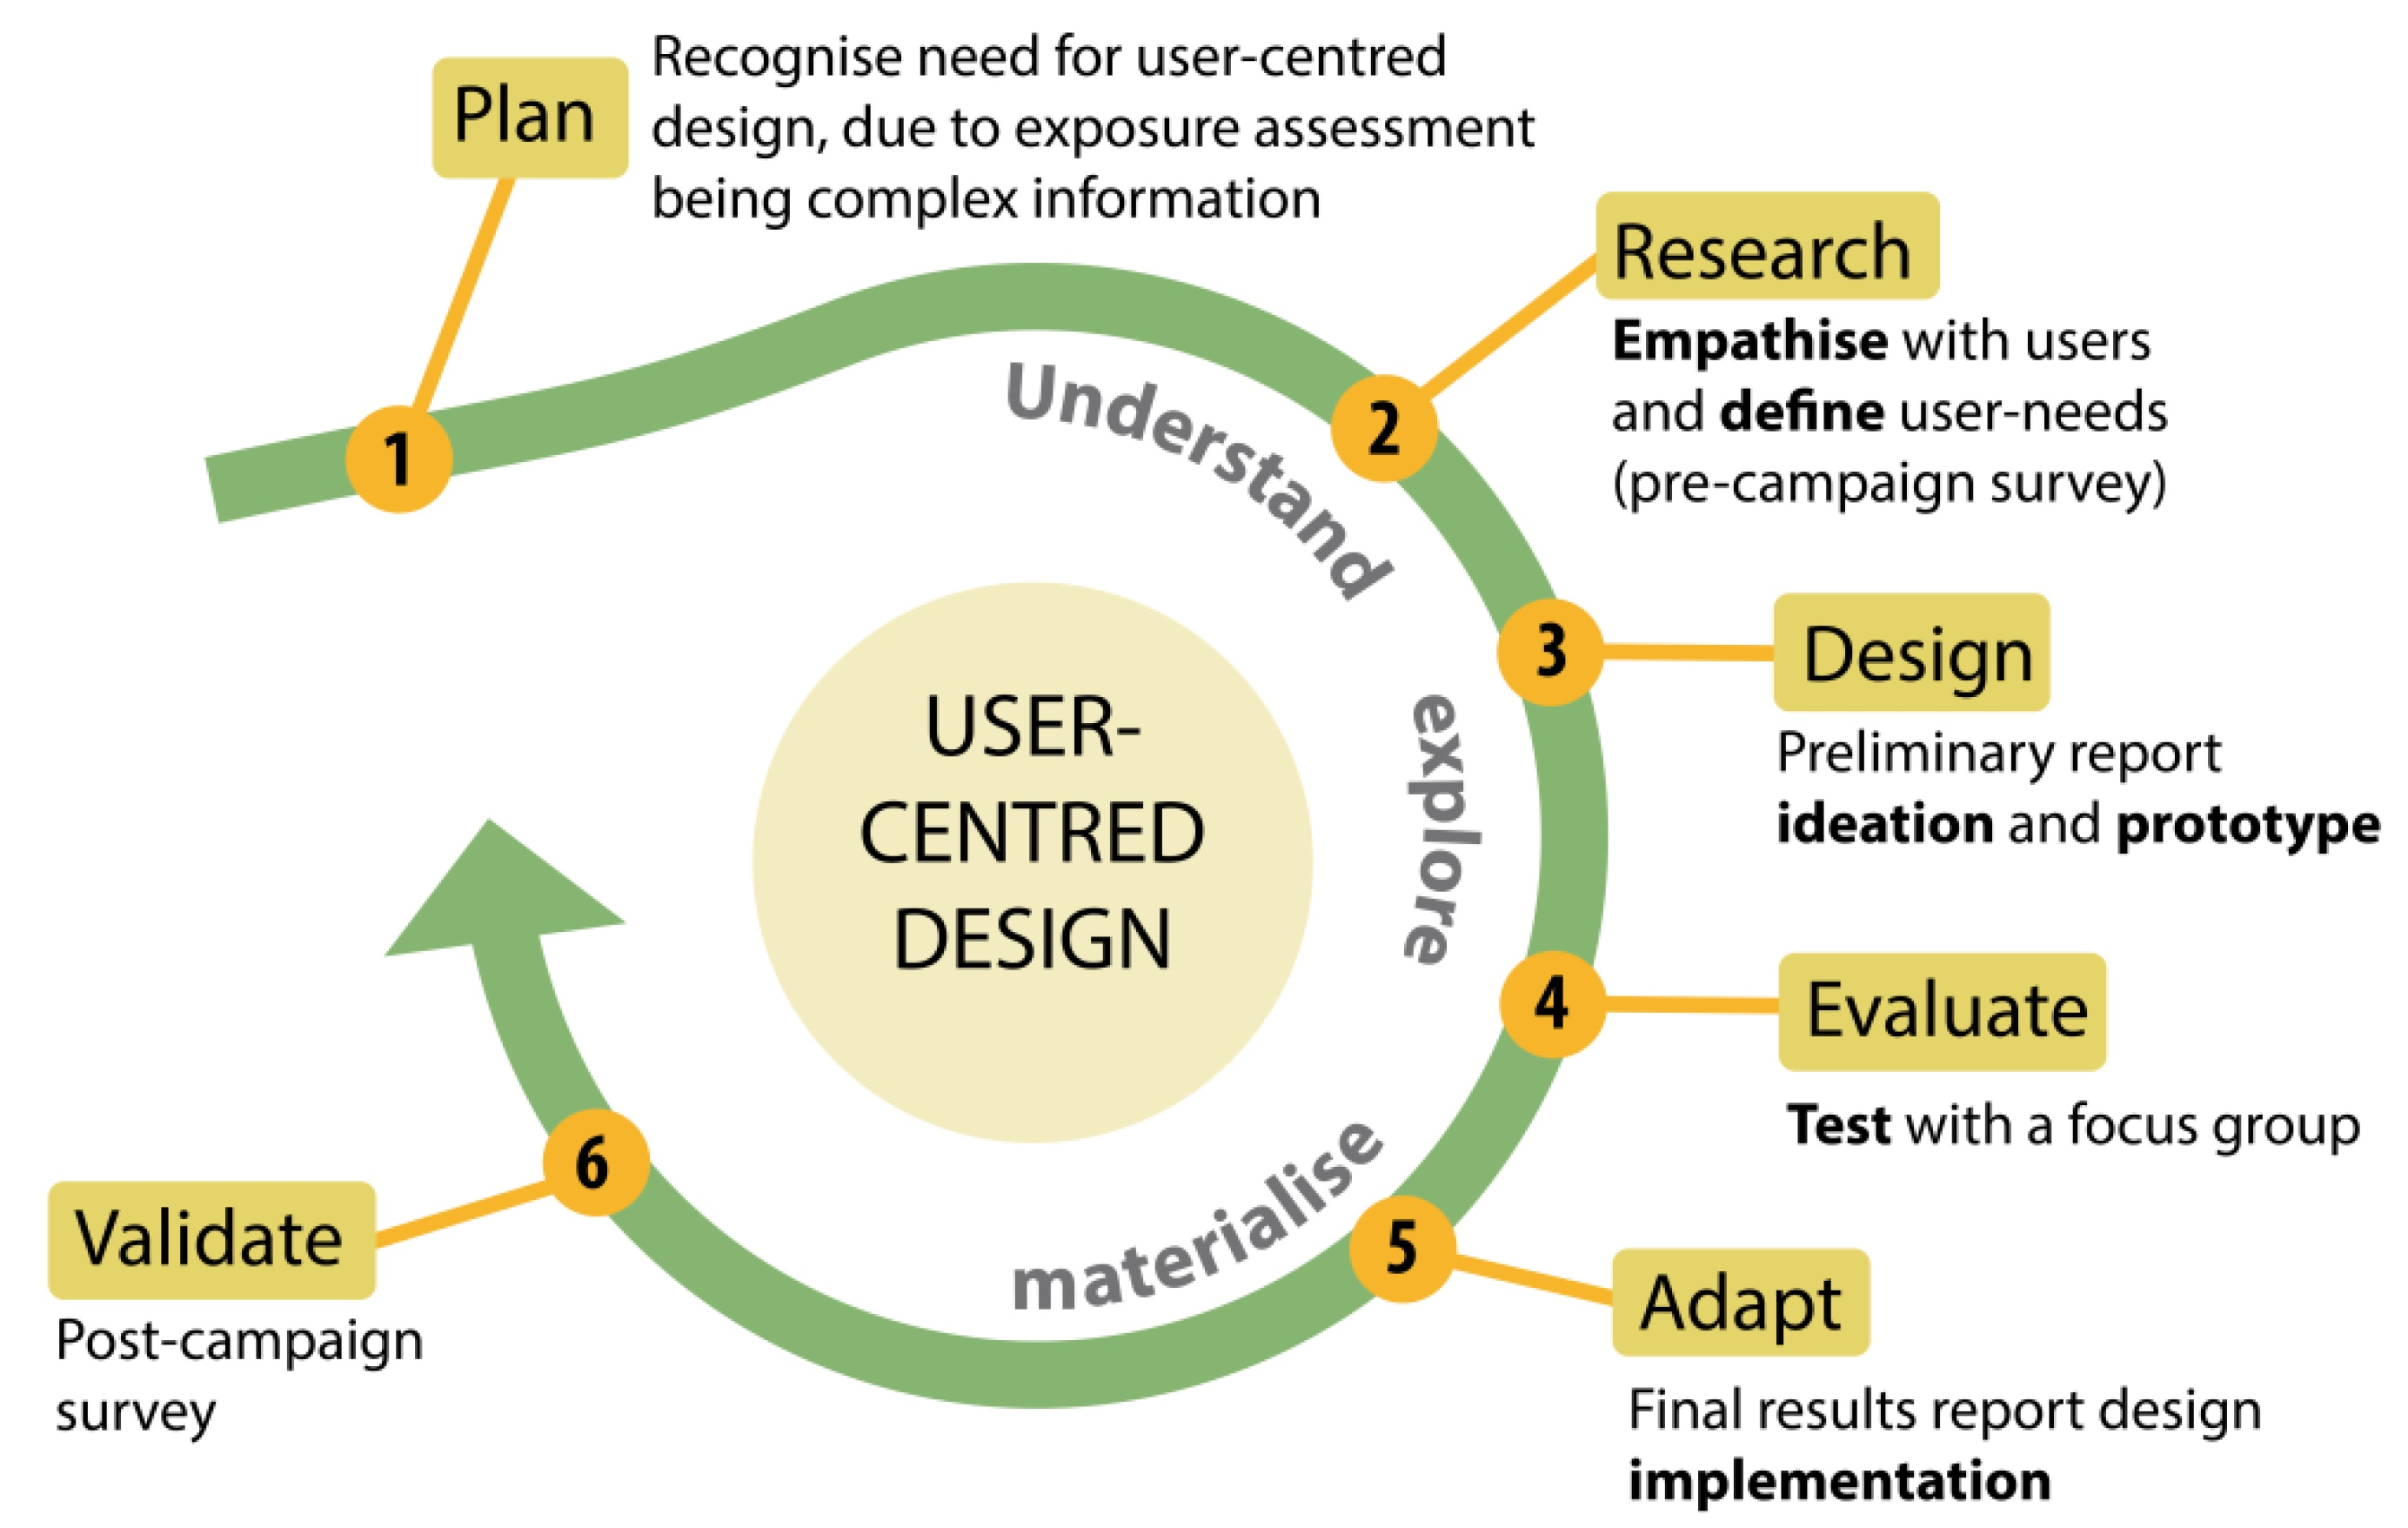 Plan
Recognise need for user-centred
design, due to exposure assessment
being complex information
1
Research
Empathise with users
and define user-needs
(pre-campaign survey)
2
Understand
3
Design
Preliminary report
ideation and prototype
explore
USER-
CENTRED
DESIGN
4
Evaluate
Test with a focus group
materialise
5
Adapt
Final results report design
implementation
6
Validate
Post-campaign
survey